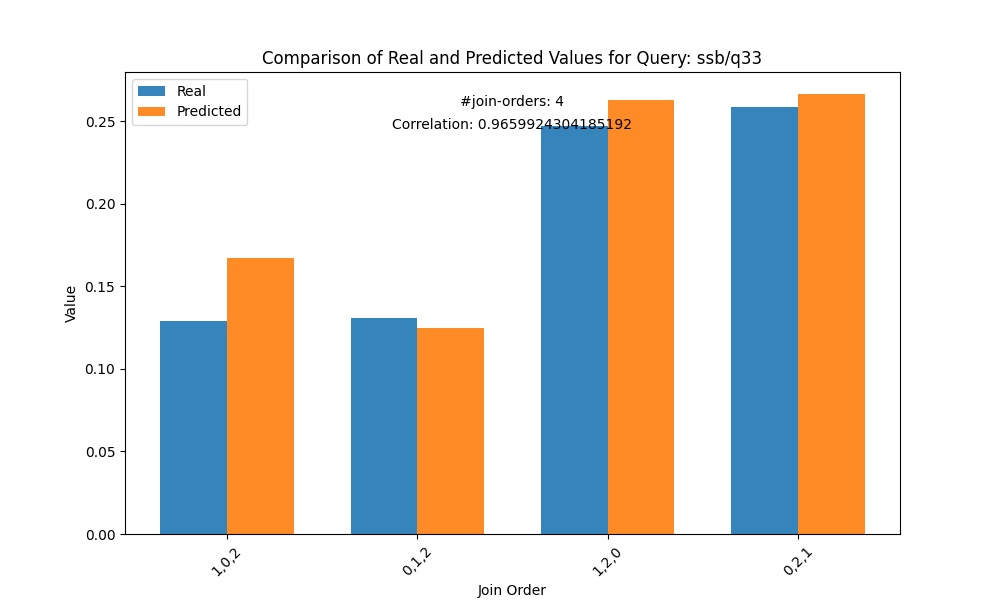 Comparison of Real and Predicted Values for Query: ssb/q33
Real
Predicted
#join-orders: 4
Correlation: 0.9659924304185192
Value
0.25
0.20
0.15
0.10
0.05
0.00
1,0,2
0,1,2
1,2,0
0,2,1
Join Order